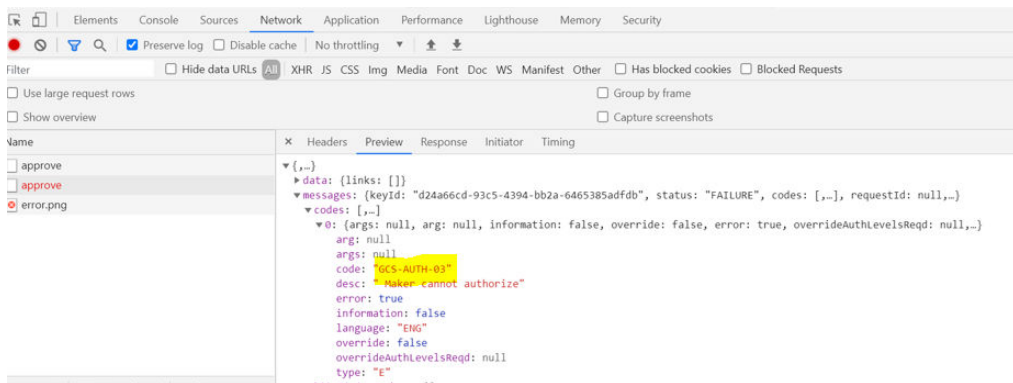 Elements Console Sources Network Application Performance Lighthouse Memory Security
Preserve log Disable cache No throttling
Filter Hide data URLs All XHR JS CSS Img Media Font Doc WS Manifest Other Has blocked cookies Blocked Requests
Use large request rows Group by frame
Show overview Capture screenshots
Name × Headers Preview Response Initiator Timing
approve
approve
error.png
▼{,…}
▶data: {links: []}
▼messages: {keyId: "d24a66cd-93c5-4394-bb2a-6465385adfdb", status: "FAILURE", codes: [,…], requestId: null,…}
▼codes: [,…]
▼0: {args: null, arg: null, information: false, override: false, error: true, overrideAuthLevelsReqd: null,…}
arg: null
args: null
code: "GCS-AUTH-03"
desc: " Maker cannot authorize"
error: true
information: false
language: "ENG"
override: false
overrideAuthLevelsReqd: null
type: "E"